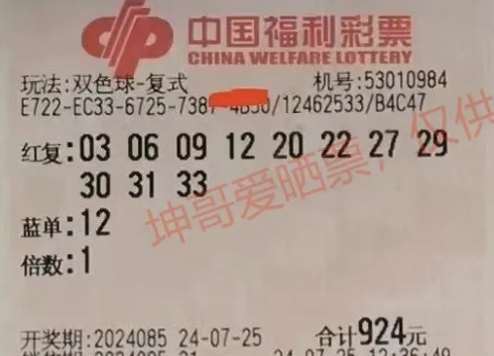 中国福利彩票
CHINA WELFARE LOTTERY
玩法:双色球-复式 机号:53010984
E722-EC33-6725-7387-4B50/12462533/B4C47
红复:03 06 09 12 20 22 27 29
30 31 33
蓝单:12
倍数:1
坤哥爱晒票,仅供
开奖期:2024085 24-07-25 合计924元